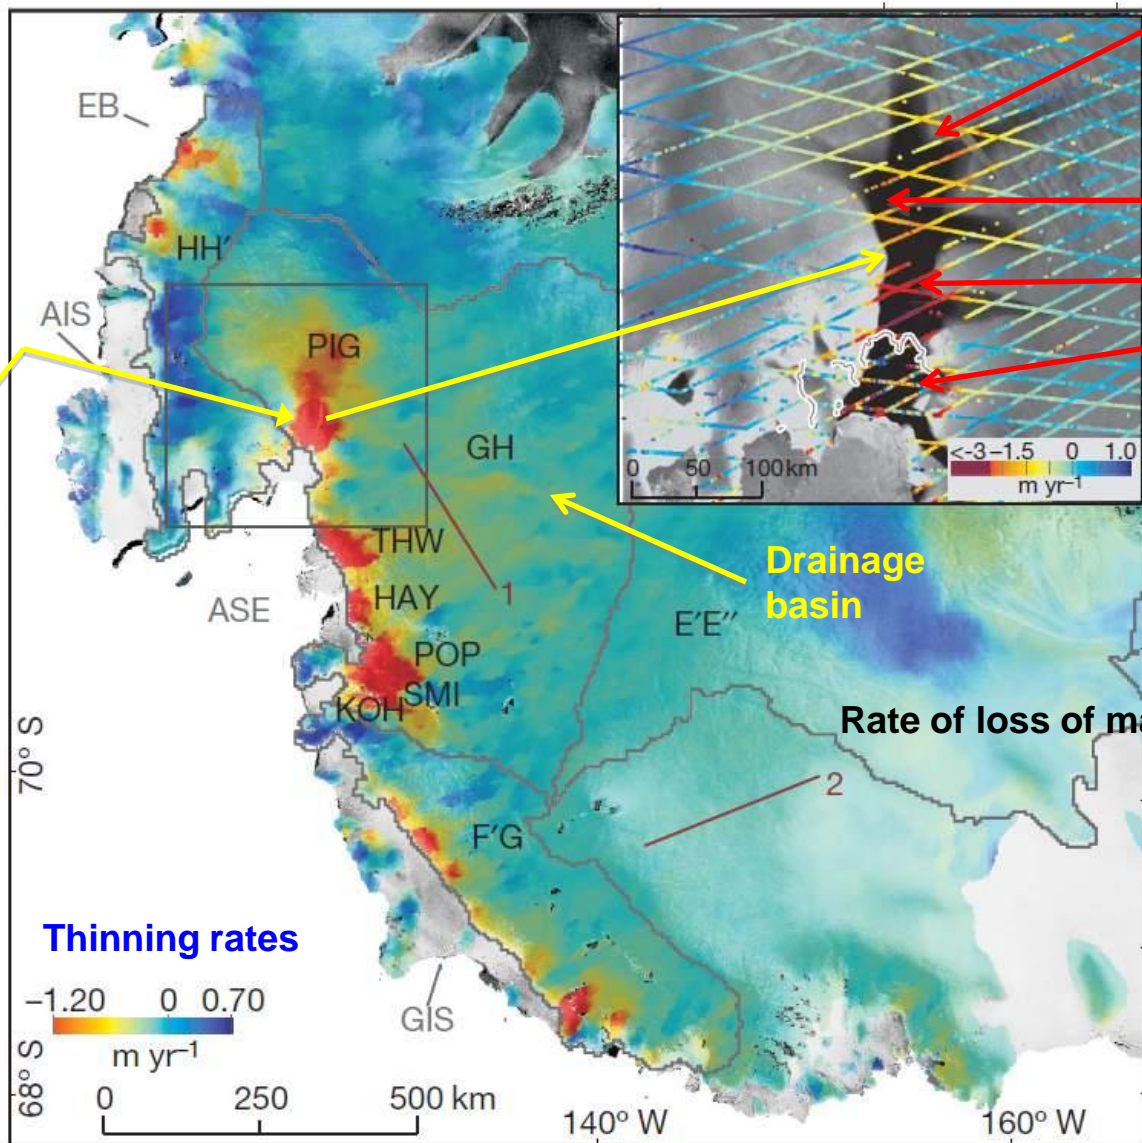 EB
HH'
AIS
PIG
GH
<-3 –1.5 0 1.0
m yr⁻¹
0 50 100 km
THW
1
Drainage
basin
ASE
HAY
E'E''
POP
SMI
KOH
Rate of loss of
70° S
2
F'G
Thinning rates
–1.20 0 0.70
m yr⁻¹
GIS
0 250 500 km
68° S
140° W
160° W